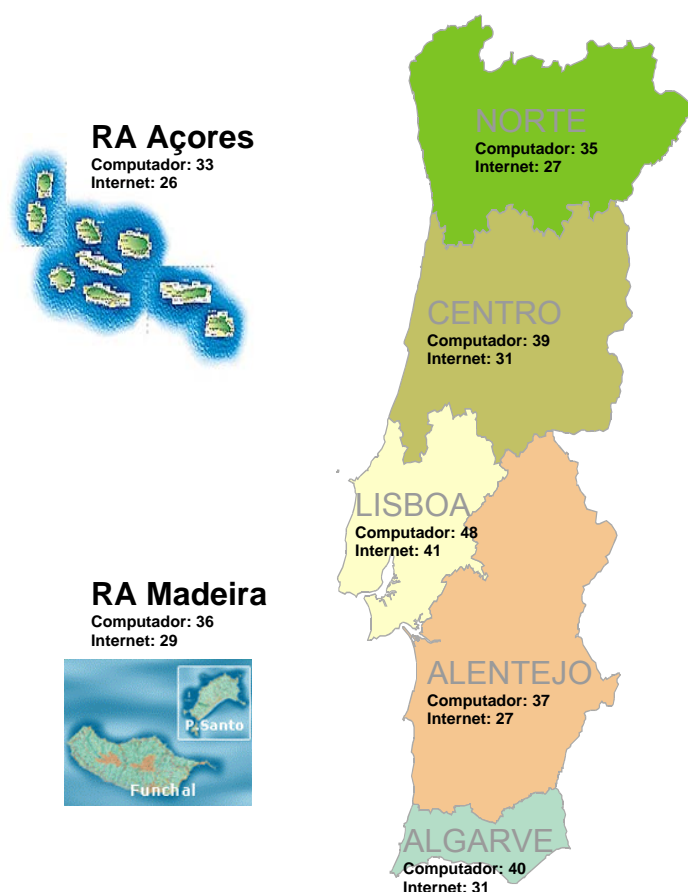 RA Açores
Computador: 33
Internet: 26
NORTE
Computador: 35
Internet: 27
CENTRO
Computador: 39
Internet: 31
LISBOA
Computador: 48
Internet: 41
RA Madeira
Computador: 36
Internet: 29
P.Santo
Funchal
ALENTEJO
Computador: 37
Internet: 27
ALGARVE
Computador: 40
Internet: 31